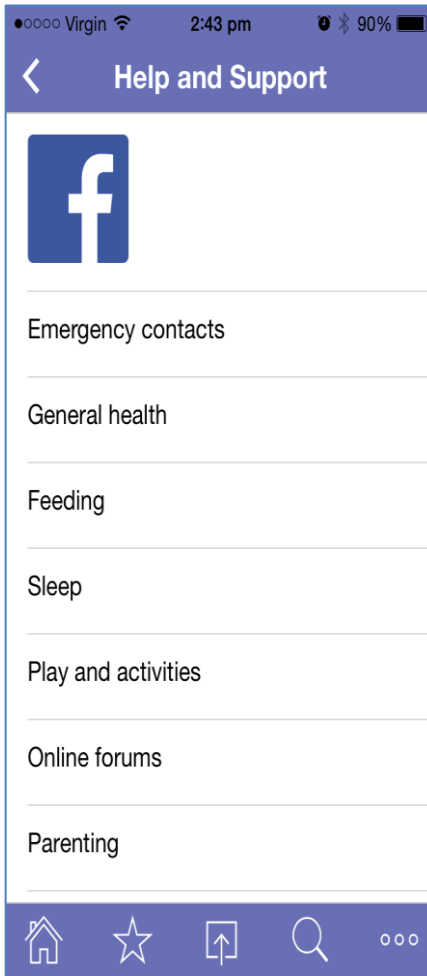 Virgin 2:43 pm 90%
Help and Support
f
Emergency contacts
General health
Feeding
Sleep
Play and activities
Online forums
Parenting